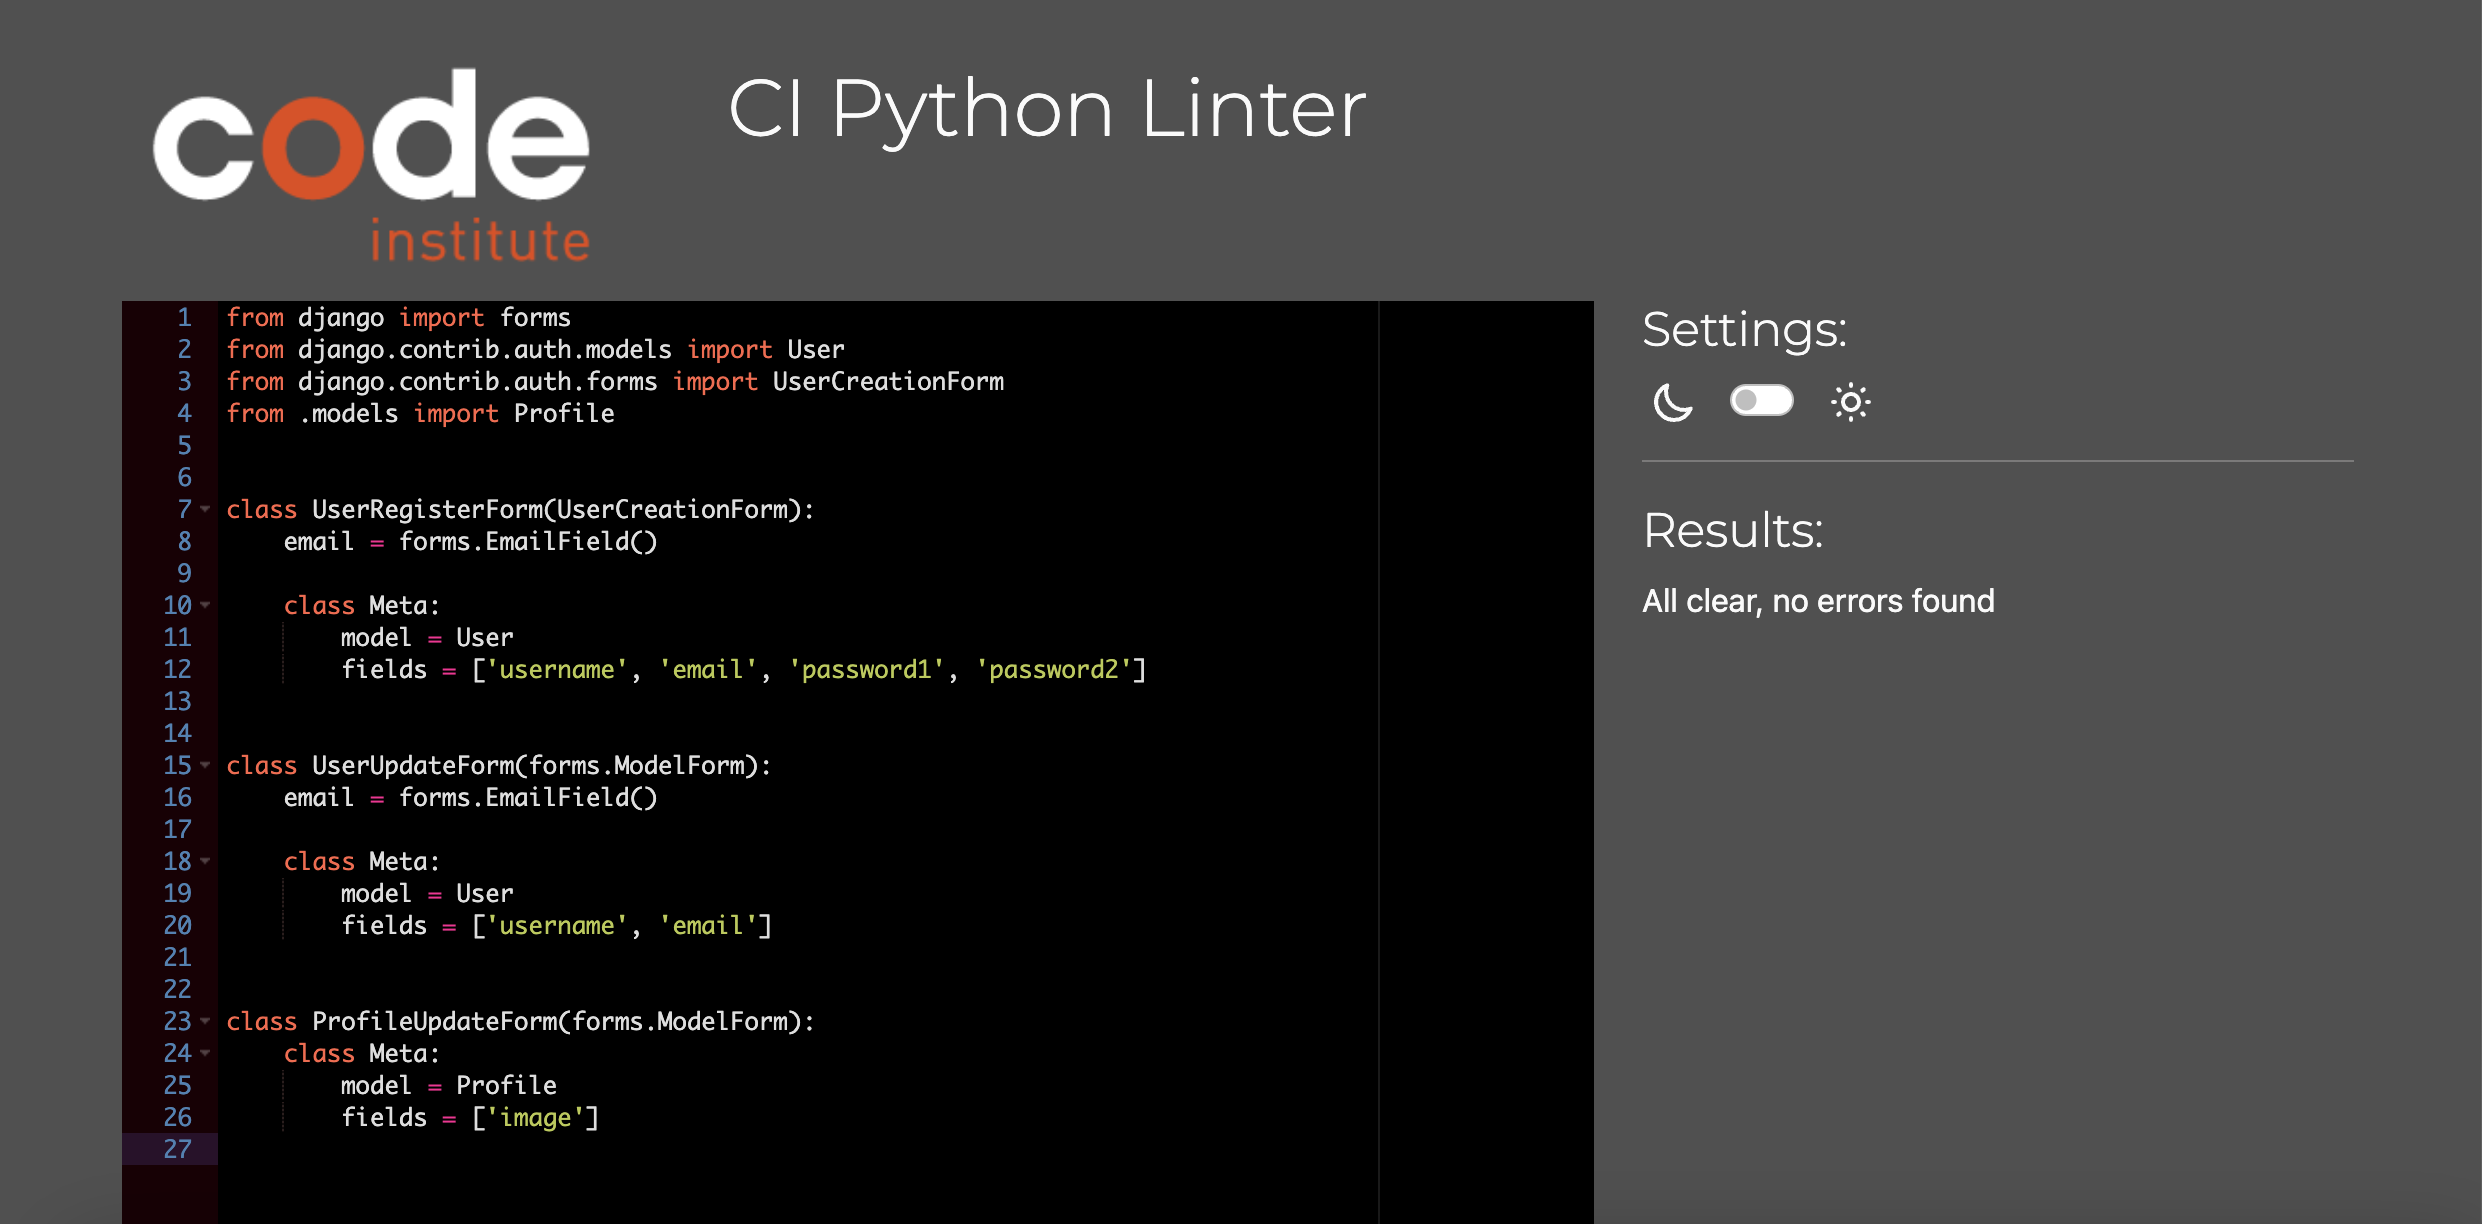 code
institute
CI Python Linter
1 from django import forms
2 from django.contrib.auth.models import User
3 from django.contrib.auth.forms import UserCreationForm
4 from .models import Profile
5
6
7 class UserRegisterForm(UserCreationForm):
8     email = forms.EmailField()
9
10     class Meta:
11         model = User
12         fields = ['username', 'email', 'password1', 'password2']
13
14
15 class UserUpdateForm(forms.ModelForm):
16     email = forms.EmailField()
17
18     class Meta:
19         model = User
20         fields = ['username', 'email']
21
22
23 class ProfileUpdateForm(forms.ModelForm):
24     class Meta:
25         model = Profile
26         fields = ['image']
27
Settings:
Results:
All clear, no errors found